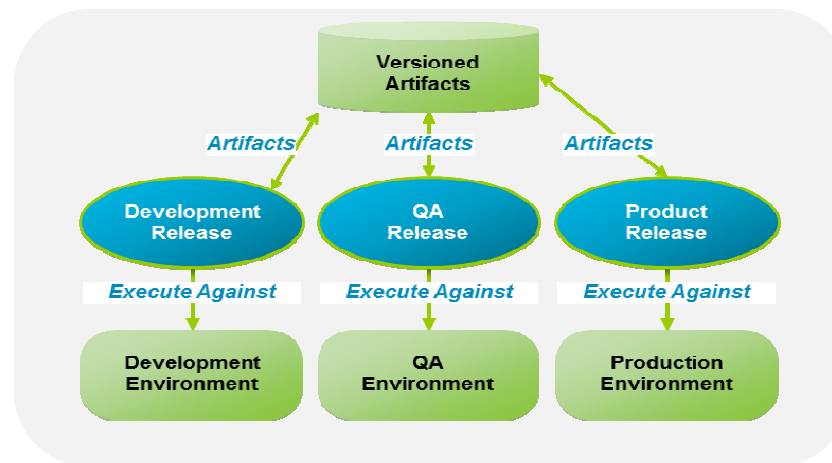 Versioned
Artifacts
Artifacts
Artifacts
Artifacts
Development
Release
QA
Release
Product
Release
Execute Against
Execute Against
Execute Against
Development
Environment
QA
Environment
Production
Environment